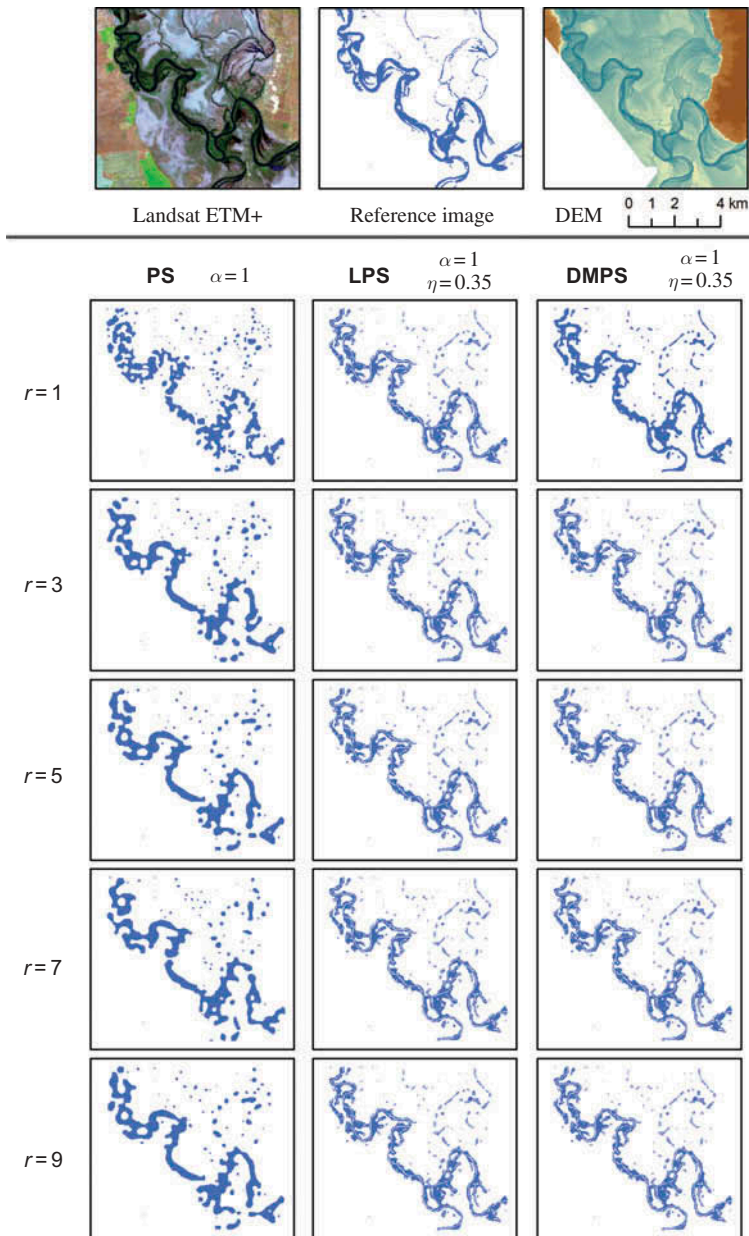 Landsat ETM+
Reference image
DEM
0 1 2 4 km
PS α = 1
LPS α = 1
η = 0.35
DMPS α = 1
η = 0.35
r = 1
r = 3
r = 5
r = 7
r = 9